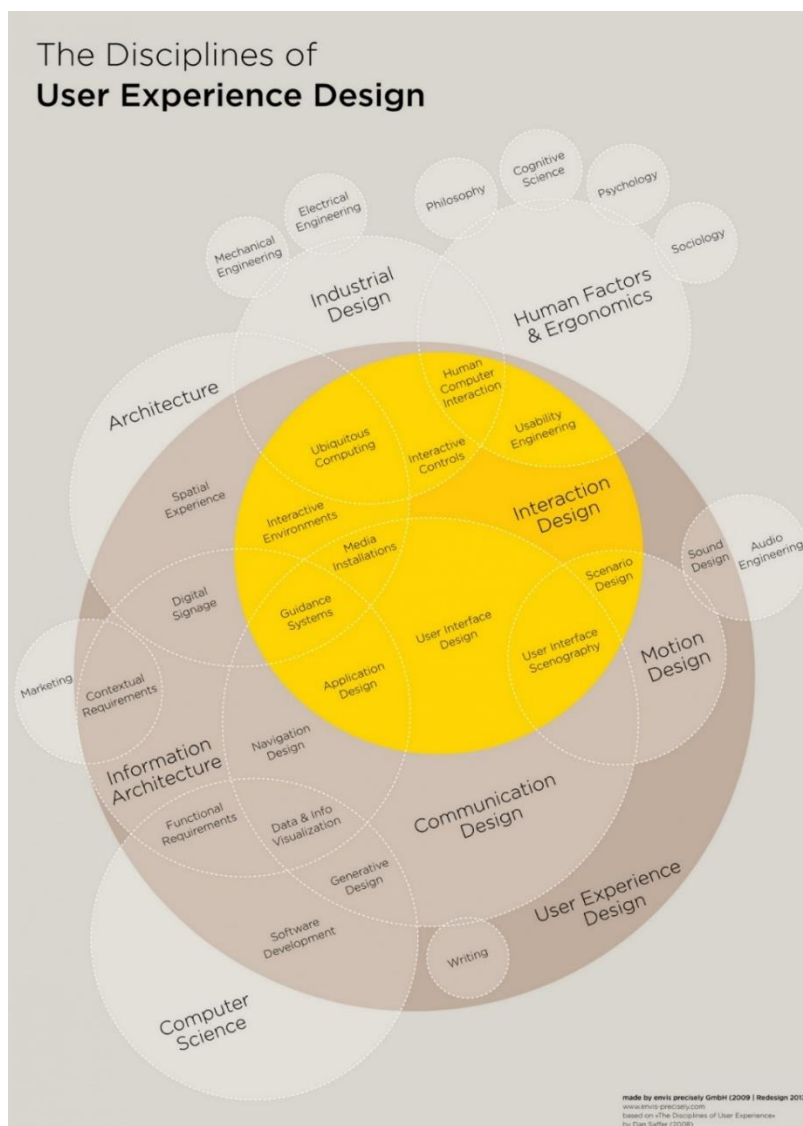 The Disciplines of
User Experience Design
Cognitive
Science
Philosophy
Psychology
Electrical
Engineering
Mechanical
Engineering
Sociology
Industrial
Design
Human Factors
& Ergonomics
Architecture
Human
Computer
Interaction
Ubiquitous
Computing
Interactive
Controls
Usability
Engineering
Spatial
Experience
Interactive
Environments
Interaction
Design
Media
Installations
Sound
Design
Audio
Engineering
Scenario
Design
Digital
Signage
Guidance
Systems
User Interface
Design
User Interface
Scenography
Motion
Design
Marketing
Contextual
Requirements
Application
Design
Navigation
Design
Information
Architecture
Functional
Requirements
Data & Info
Visualization
Communication
Design
Generative
Design
User Experience
Design
Software
Development
Writing
Computer
Science
made by envis precisely GmbH (2009 | Redesign
www.envis-precisely.com
based on «The Disciplines of User Experience»
by Dan Saffer (2008)